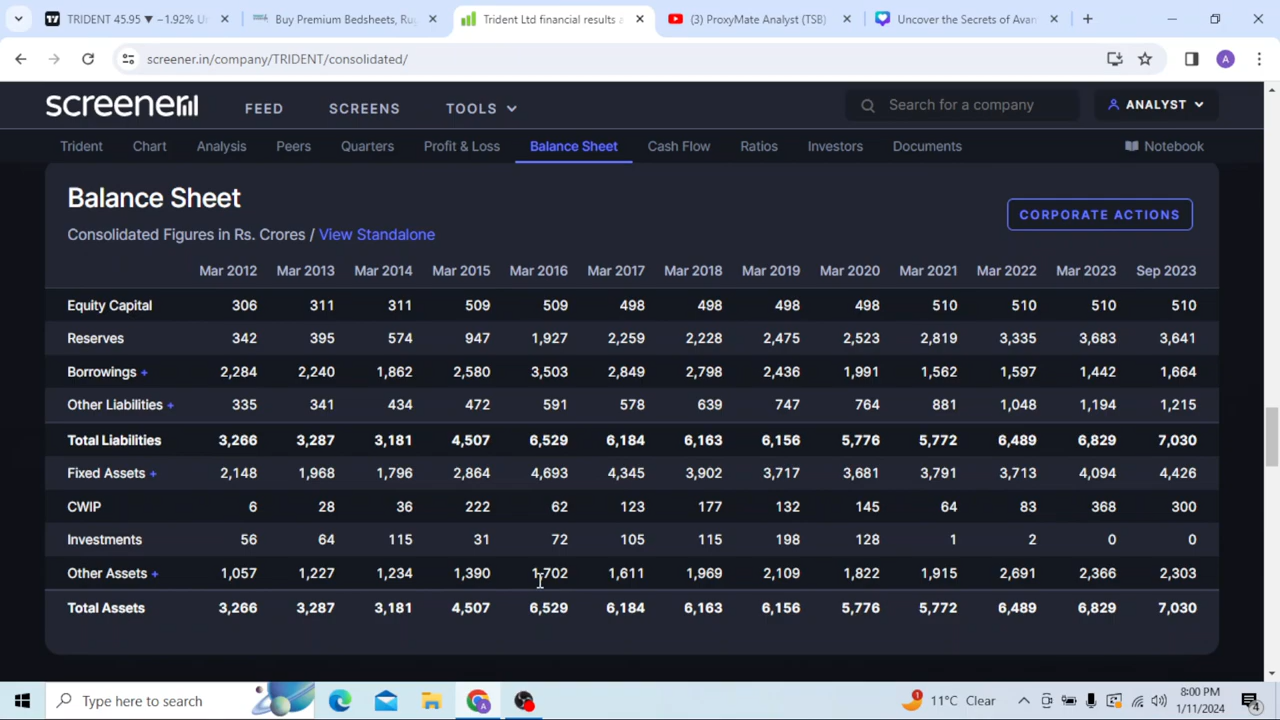 TRIDENT 45.95 ▼ −1.92% U
Buy Premium Bedsheets, Rug
Trident Ltd financial results a
(3) ProxyMate Analyst (TSB)
Uncover the Secrets of Avan
screener.in/company/TRIDENT/consolidated/
A
screener
FEED SCREENS TOOLS
Search for a company
ANALYST
Trident Chart Analysis Peers Quarters Profit & Loss Balance Sheet Cash Flow Ratios Investors Documents Notebook
Balance Sheet
CORPORATE ACTIONS
Consolidated Figures in Rs. Crores / View Standalone
Mar 2012 Mar 2013 Mar 2014 Mar 2015 Mar 2016 Mar 2017 Mar 2018 Mar 2019 Mar 2020 Mar 2021 Mar 2022 Mar 2023 Sep 2023
Equity Capital 306 311 311 509 509 498 498 498 498 510 510 510 510
Reserves 342 395 574 947 1,927 2,259 2,228 2,475 2,523 2,819 3,335 3,683 3,641
Borrowings + 2,284 2,240 1,862 2,580 3,503 2,849 2,798 2,436 1,991 1,562 1,597 1,442 1,664
Other Liabilities + 335 341 434 472 591 578 639 747 764 881 1,048 1,194 1,215
Total Liabilities 3,266 3,287 3,181 4,507 6,529 6,184 6,163 6,156 5,776 5,772 6,489 6,829 7,030
Fixed Assets + 2,148 1,968 1,796 2,864 4,693 4,345 3,902 3,717 3,681 3,791 3,713 4,094 4,426
CWIP 6 28 36 222 62 123 177 132 145 64 83 368 300
Investments 56 64 115 31 72 105 115 198 128 1 2 0 0
Other Assets + 1,057 1,227 1,234 1,390 1,702 1,611 1,969 2,109 1,822 1,915 2,691 2,366 2,303
Total Assets 3,266 3,287 3,181 4,507 6,529 6,184 6,163 6,156 5,776 5,772 6,489 6,829 7,030
Type here to search
11°C Clear
8:00 PM
1/11/2024
4